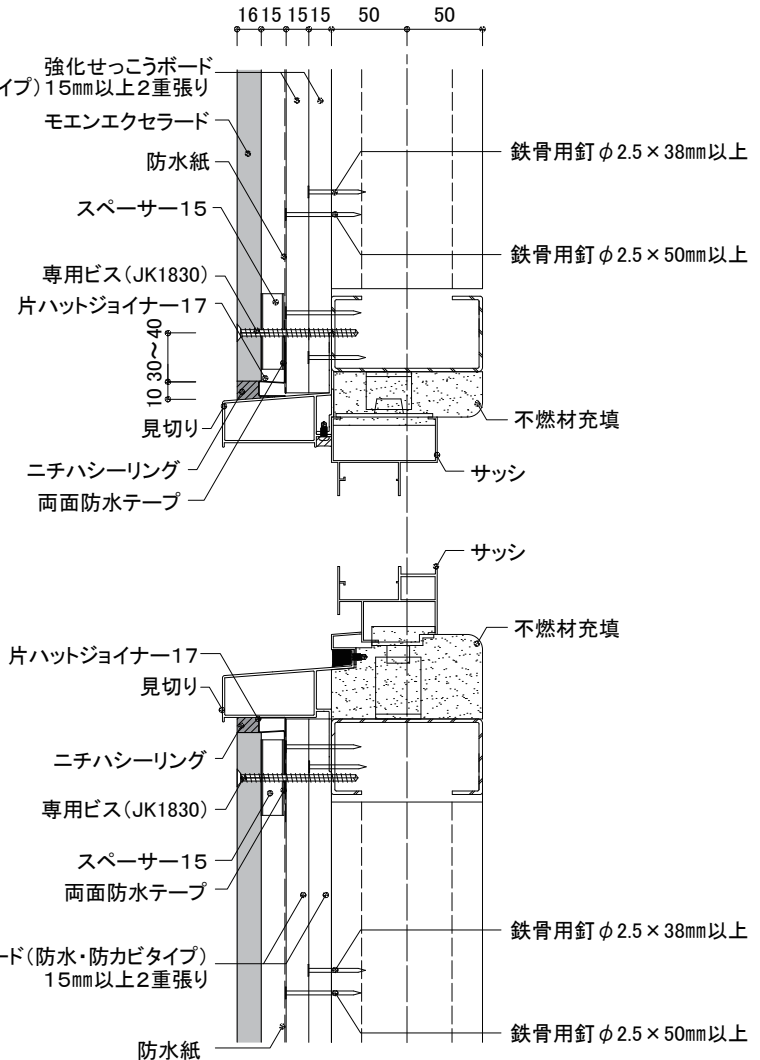 16 15 15 15 50 50
強化せっこうボード
イプ)15㎜以上2重張り
モエンエクセラード
防水紙
鉄骨用釘φ2.5×38㎜以上
スペーサー15
鉄骨用釘φ2.5×50㎜以上
専用ビス(JK1830)
片ハットジョイナー17
10 30～40
見切り
不燃材充填
ニチハシーリング
サッシ
両面防水テープ
サッシ
不燃材充填
片ハットジョイナー17
見切り
ニチハシーリング
専用ビス(JK1830)
スペーサー15
両面防水テープ
鉄骨用釘φ2.5×38㎜以上
ード(防水・防カビタイプ)
15㎜以上2重張り
鉄骨用釘φ2.5×50㎜以上
防水紙